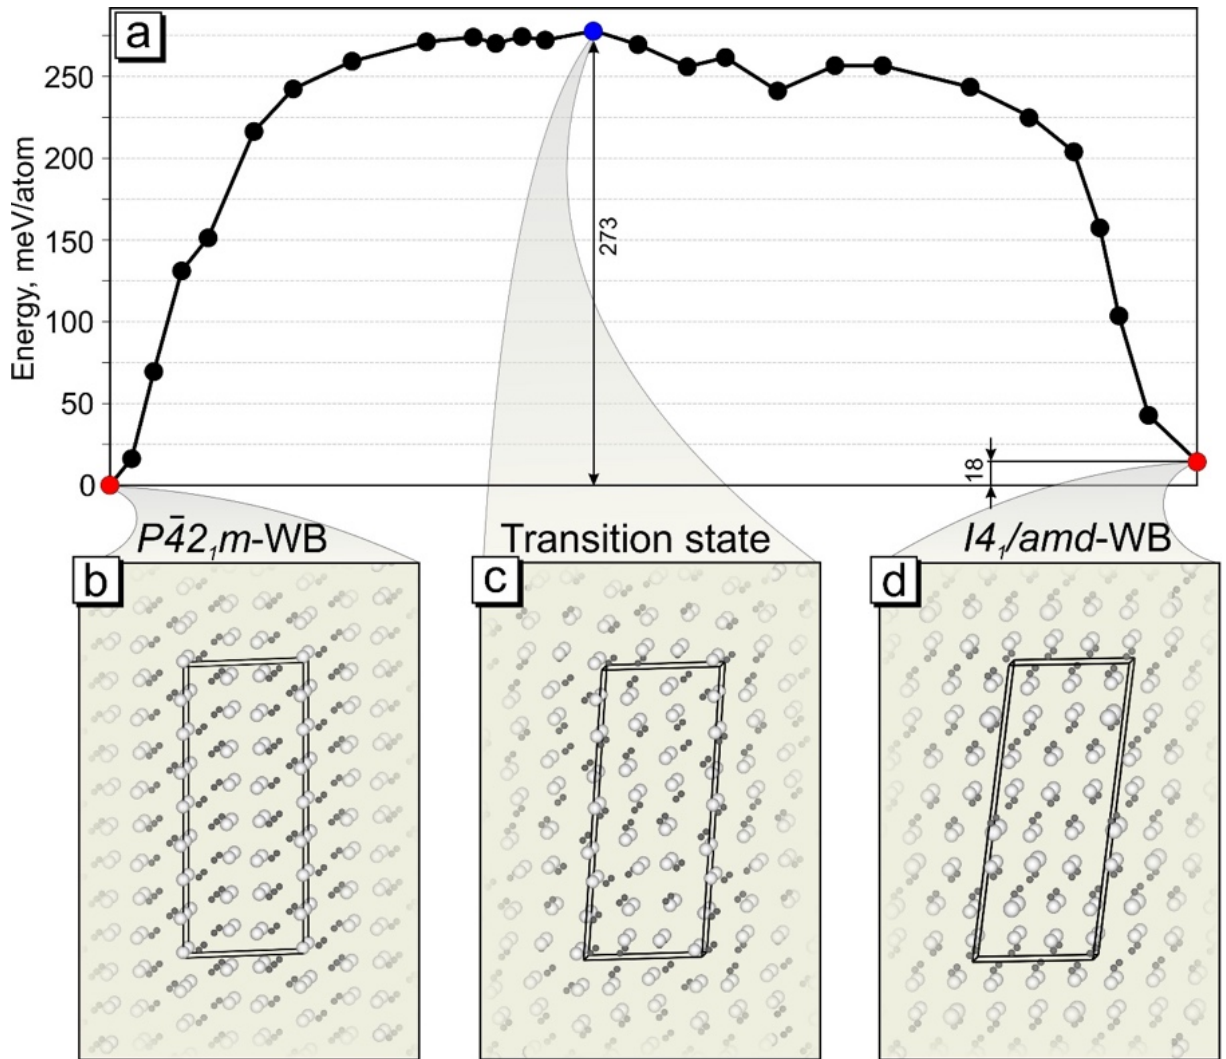 a
Energy, meV/atom
250
200
150
100
50
0
273
18
P4̄2₁m-WB
Transition state
I4₁/amd-WB
b
c
d